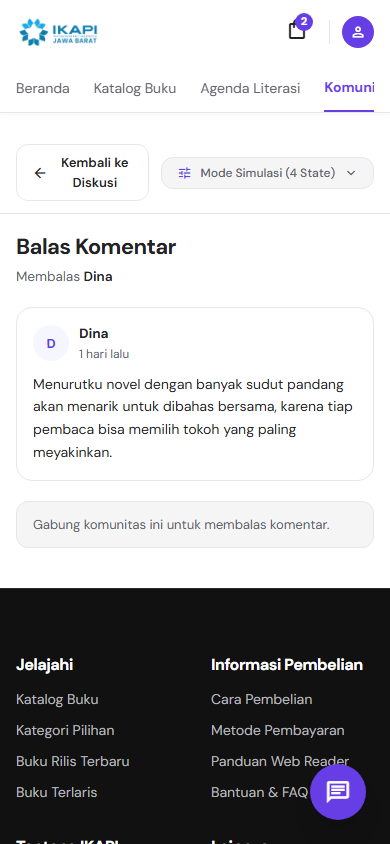 IKAPI
JAWA BARAT
2
Beranda
Katalog Buku
Agenda Literasi
Komuni
Kembali ke
Diskusi
Mode Simulasi (4 State)
Balas Komentar
Membalas Dina
D
Dina
1 hari lalu
Menurutku novel dengan banyak sudut pandang
akan menarik untuk dibahas bersama, karena tiap
pembaca bisa memilih tokoh yang paling
meyakinkan.
Gabung komunitas ini untuk membalas komentar.
Jelajahi
Katalog Buku
Kategori Pilihan
Buku Rilis Terbaru
Buku Terlaris
Informasi Pembelian
Cara Pembelian
Metode Pembayaran
Panduan Web Reader
Bantuan & FAQ